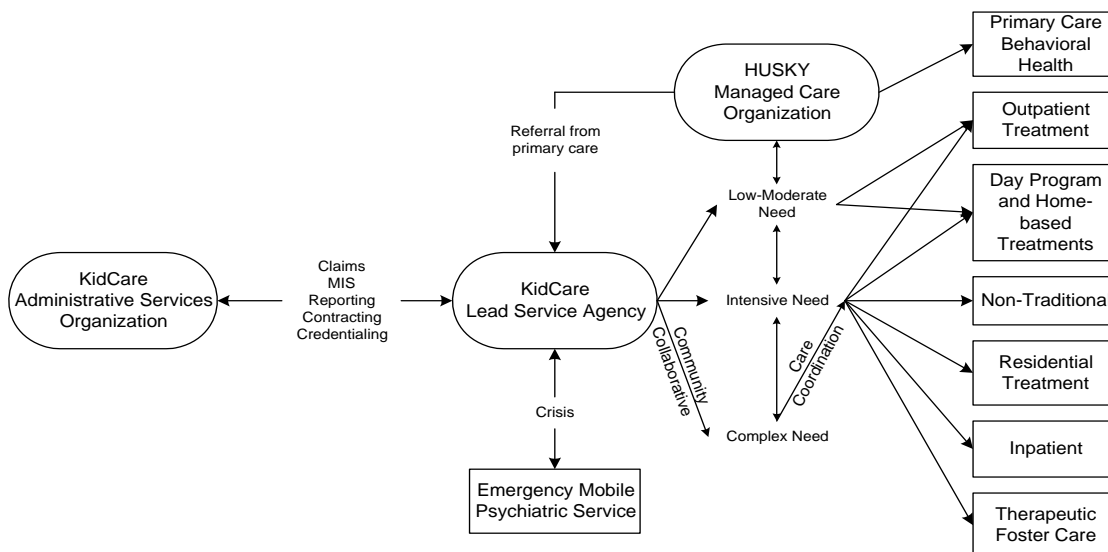 Primary Care
Behavioral
Health
HUSKY
Managed Care
Organization
Referral from
primary care
Outpatient
Treatment
Low-Moderate
Need
Day Program
and Home-
based
Treatments
KidCare
Administrative Services
Organization
Claims
MIS
Reporting
Contracting
Credentialing
KidCare
Lead Service Agency
Intensive Need
Non-Traditional
Community
Collaborative
Care
Coordination
Residential
Treatment
Crisis
Complex Need
Inpatient
Emergency Mobile
Psychiatric Service
Therapeutic
Foster Care